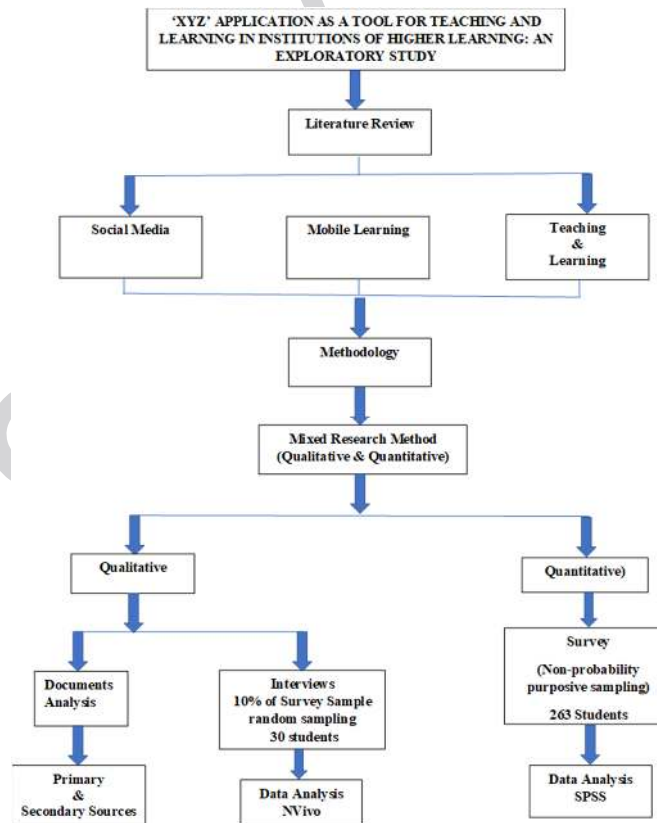 ‘XYZ’ APPLICATION AS A TOOL FOR TEACHING AND
LEARNING IN INSTITUTIONS OF HIGHER LEARNING: AN
EXPLORATORY STUDY
Literature Review
Social Media
Mobile Learning
Teaching
&
Learning
Methodology
Mixed Research Method
(Qualitative & Quantitative)
Qualitative
Quantitative)
Documents
Analysis
Interviews
10% of Survey Sample
random sampling
30 students
Survey
(Non-probability
purposive sampling)
263 Students
Primary
&
Secondary Sources
Data Analysis
NVivo
Data Analysis
SPSS